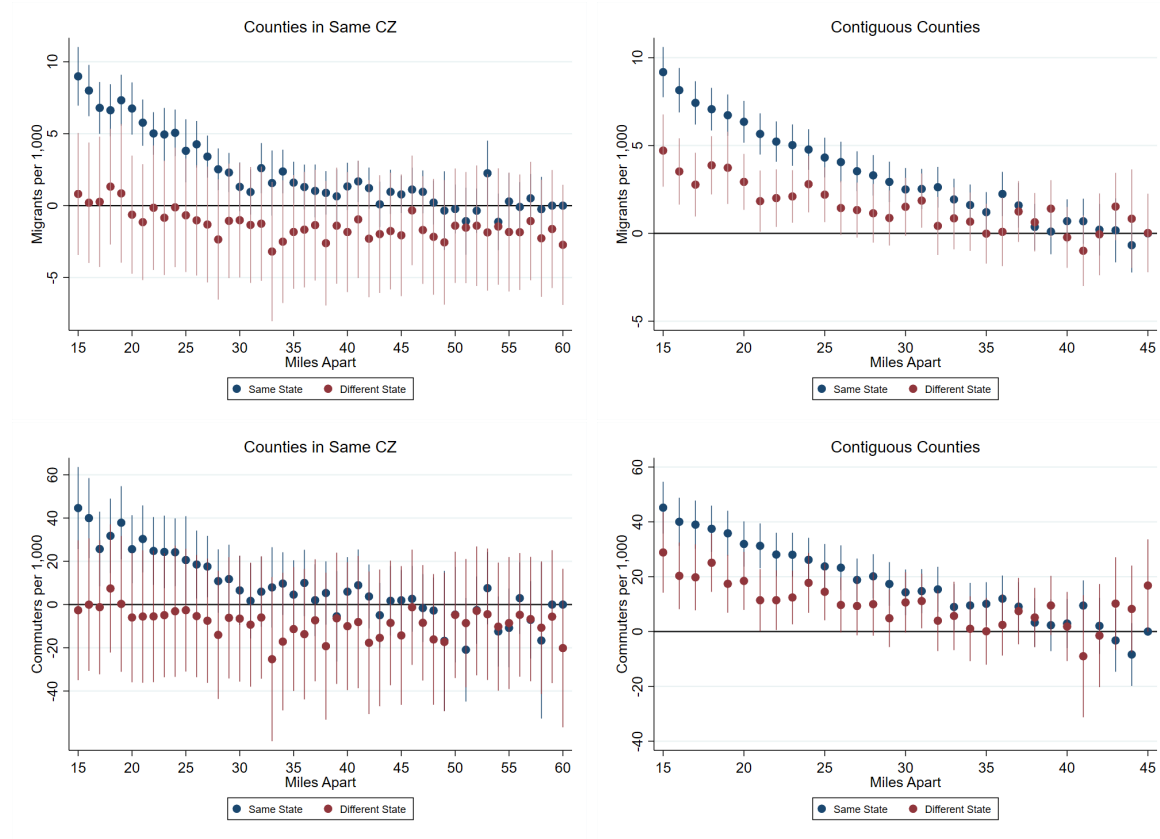 Counties in Same CZ
Migrants per 1,000
10
5
0
-5
15 20 25 30 35 40 45 50 55 60
Miles Apart
Same State Different State
Contiguous Counties
Migrants per 1,000
10
5
0
-5
15 20 25 30 35 40 45
Miles Apart
Same State Different State
Counties in Same CZ
Commuters per 1,000
60
40
20
0
-20
-40
15 20 25 30 35 40 45 50 55 60
Miles Apart
Same State Different State
Contiguous Counties
Commuters per 1,000
60
40
20
0
-20
-40
15 20 25 30 35 40 45
Miles Apart
Same State Different State